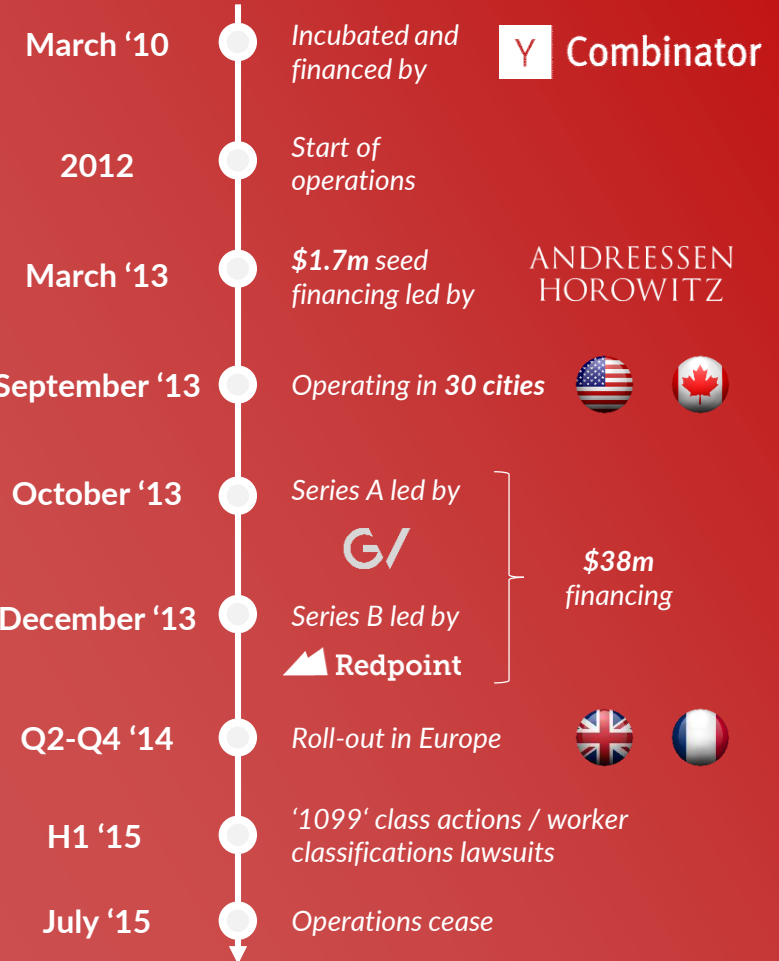 March ‘10
Incubated and
financed by
Y Combinator
2012
Start of
operations
March ‘13
$1.7m seed
financing led by
ANDREESSEN
HOROWITZ
September ‘13
Operating in 30 cities
October ‘13
Series A led by
GV
December ‘13
Series B led by
Redpoint
$38m
financing
Q2-Q4 ‘14
Roll-out in Europe
H1 ‘15
‘1099‘ class actions / worker
classifications lawsuits
July ‘15
Operations cease